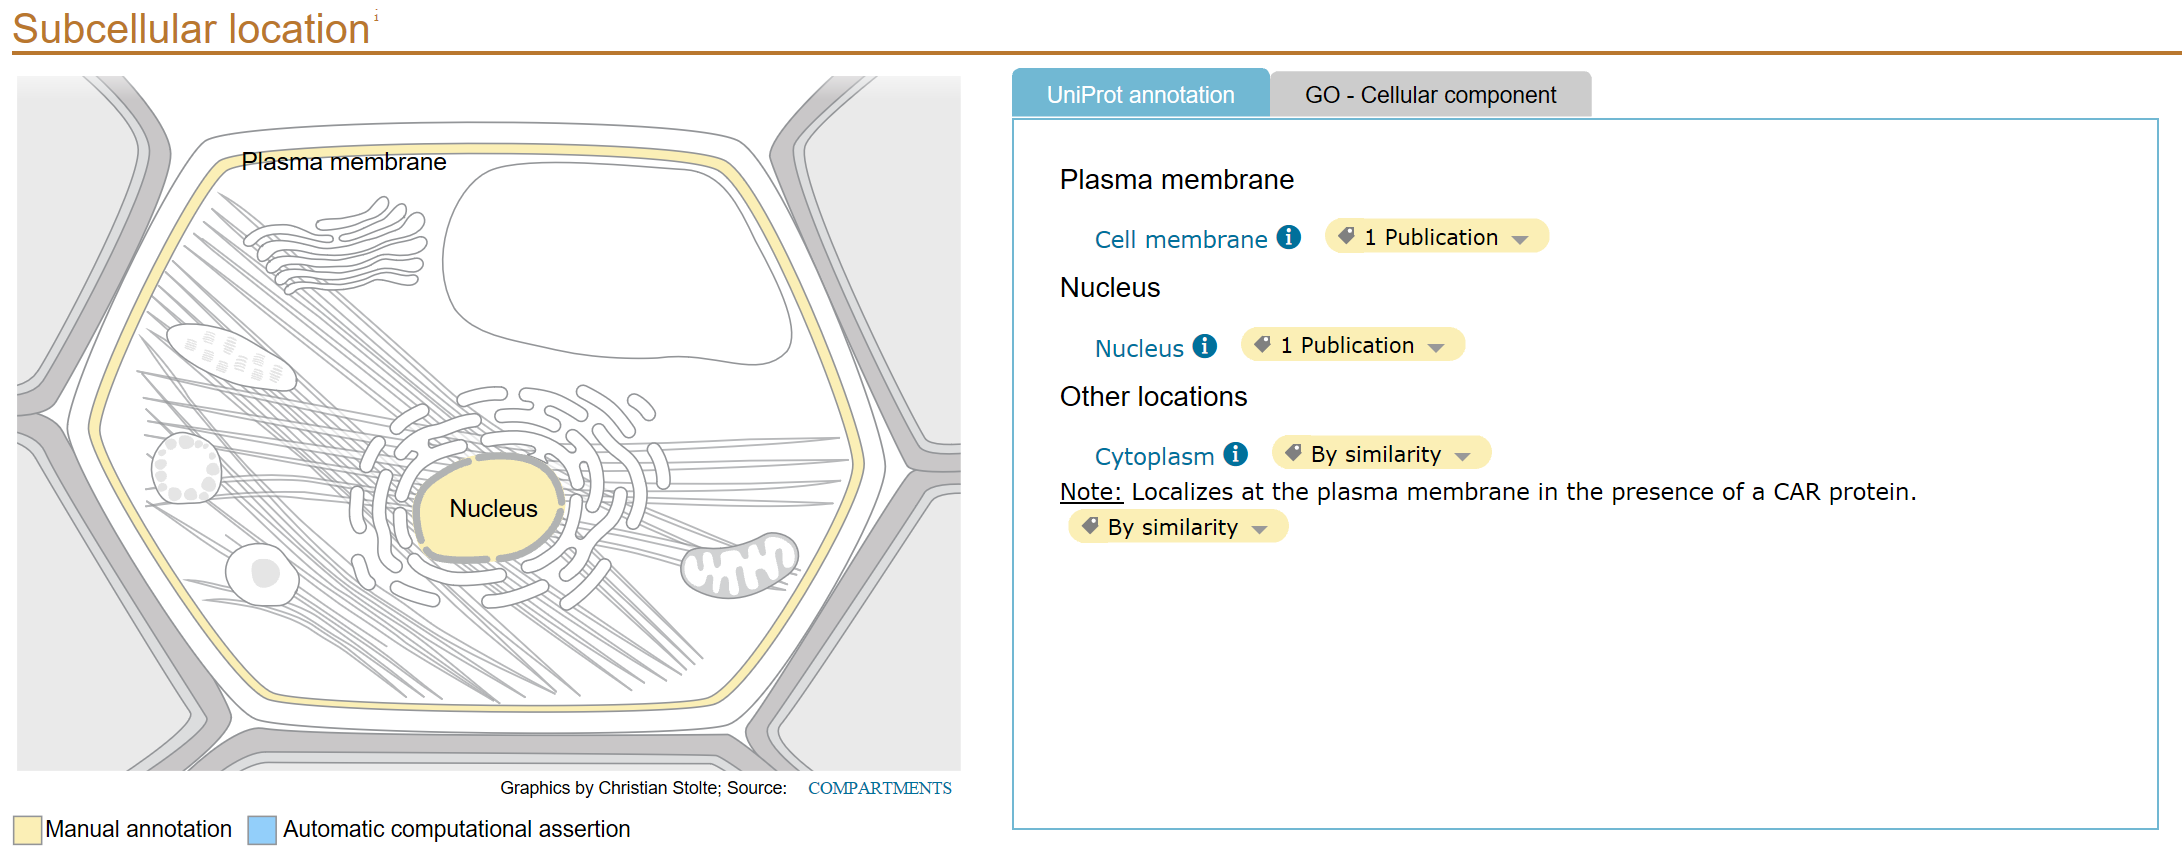 Subcellular location i
Plasma membrane
Nucleus
Graphics by Christian Stolte; Source: COMPARTMENTS
Manual annotation Automatic computational assertion
UniProt annotation GO - Cellular component
Plasma membrane
Cell membrane i 1 Publication
Nucleus
Nucleus i 1 Publication
Other locations
Cytoplasm i By similarity
Note: Localizes at the plasma membrane in the presence of a CAR protein.
By similarity